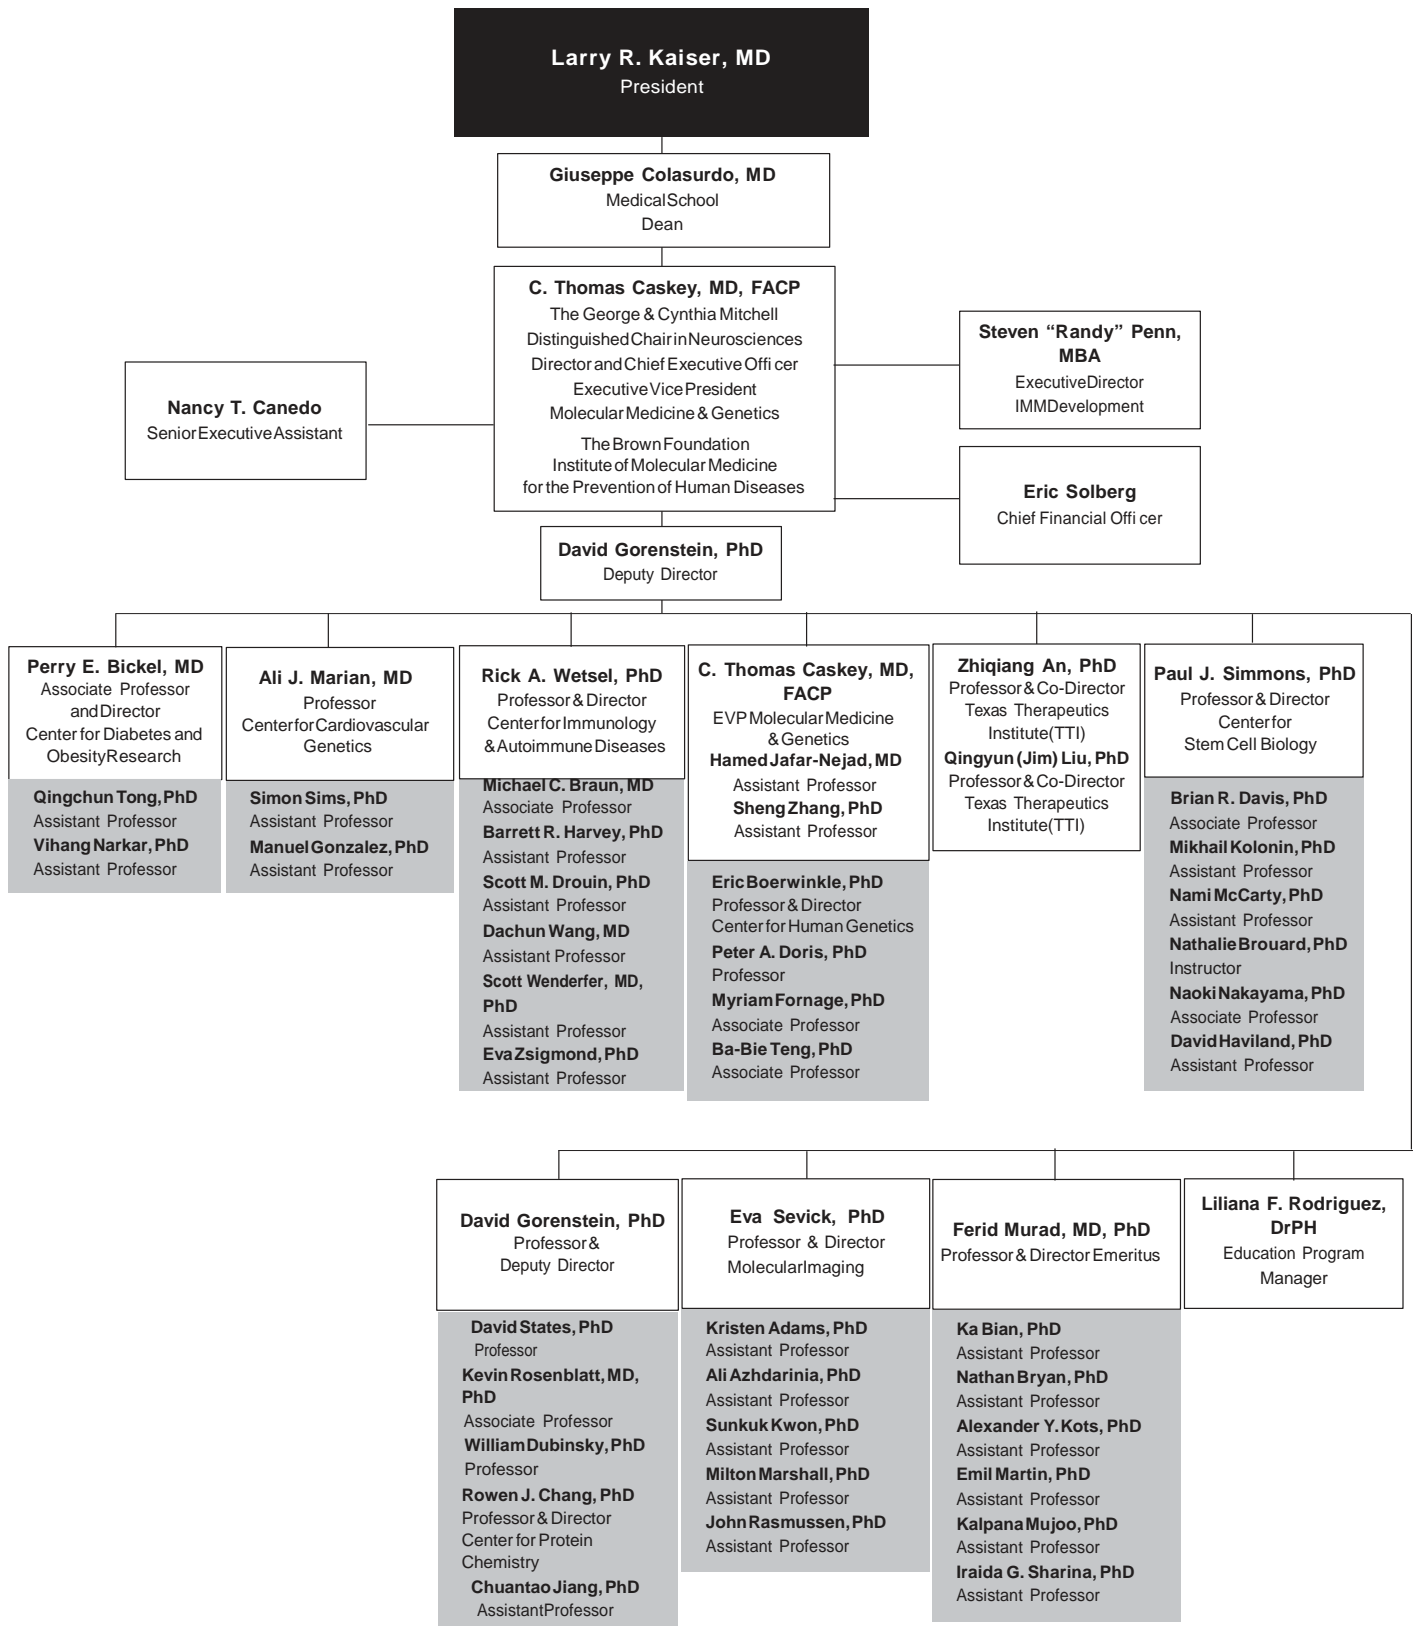 Larry R. Kaiser, MD
President
Giuseppe Colasurdo, MD
Medical School
Dean
C. Thomas Caskey, MD, FACP
The George & Cynthia Mitchell
Distinguished Chair in Neurosciences
Director and Chief Executive Offi cer
Executive Vice President
Molecular Medicine & Genetics
The Brown Foundation
Institute of Molecular Medicine
for the Prevention of Human Diseases
Steven “Randy” Penn,
MBA
Executive Director
IMM Development
Nancy T. Canedo
Senior Executive Assistant
Eric Solberg
Chief Financial Offi cer
David Gorenstein, PhD
Deputy Director
Perry E. Bickel, MD
Associate Professor
and Director
Center for Diabetes and
Obesity Research
Qingchun Tong, PhD
Assistant Professor
Vihang Narkar, PhD
Assistant Professor
Ali J. Marian, MD
Professor
Center for Cardiovascular
Genetics
Simon Sims, PhD
Assistant Professor
Manuel Gonzalez, PhD
Assistant Professor
Rick A. Wetsel, PhD
Professor & Director
Center for Immunology
& Autoimmune Diseases
Michael C. Braun, MD
Associate Professor
Barrett R. Harvey, PhD
Assistant Professor
Scott M. Drouin, PhD
Assistant Professor
Dachun Wang, MD
Assistant Professor
Scott Wenderfer, MD,
PhD
Assistant Professor
Eva Zsigmond, PhD
Assistant Professor
C. Thomas Caskey, MD,
FACP
EVP Molecular Medicine
& Genetics
Hamed Jafar-Nejad, MD
Assistant Professor
Sheng Zhang, PhD
Assistant Professor
Eric Boerwinkle, PhD
Professor & Director
Center for Human Genetics
Peter A. Doris, PhD
Professor
Myriam Fornage, PhD
Associate Professor
Ba-Bie Teng, PhD
Associate Professor
Zhiqiang An, PhD
Professor & Co-Director
Texas Therapeutics
Institute (TTI)
Qingyun (Jim) Liu, PhD
Professor & Co-Director
Texas Therapeutics
Institute (TTI)
Paul J. Simmons, PhD
Professor & Director
Center for
Stem Cell Biology
Brian R. Davis, PhD
Associate Professor
Mikhail Kolonin, PhD
Assistant Professor
Nami McCarty, PhD
Assistant Professor
Nathalie Brouard, PhD
Instructor
Naoki Nakayama, PhD
Associate Professor
David Haviland, PhD
Assistant Professor
David Gorenstein, PhD
Professor &
Deputy Director
David States, PhD
Professor
Kevin Rosenblatt, MD,
PhD
Associate Professor
William Dubinsky, PhD
Professor
Rowen J. Chang, PhD
Professor & Director
Center for Protein
Chemistry
Chuantao Jiang, PhD
Assistant Professor
Eva Sevick, PhD
Professor & Director
Molecular Imaging
Kristen Adams, PhD
Assistant Professor
Ali Azhdarinia, PhD
Assistant Professor
Sunkuk Kwon, PhD
Assistant Professor
Milton Marshall, PhD
Assistant Professor
John Rasmussen, PhD
Assistant Professor
Ferid Murad, MD, PhD
Professor & Director Emeritus
Ka Bian, PhD
Assistant Professor
Nathan Bryan, PhD
Assistant Professor
Alexander Y. Kots, PhD
Assistant Professor
Emil Martin, PhD
Assistant Professor
Kalpana Mujoo, PhD
Assistant Professor
Iraida G. Sharina, PhD
Assistant Professor
Liliana F. Rodriguez,
DrPH
Education Program
Manager